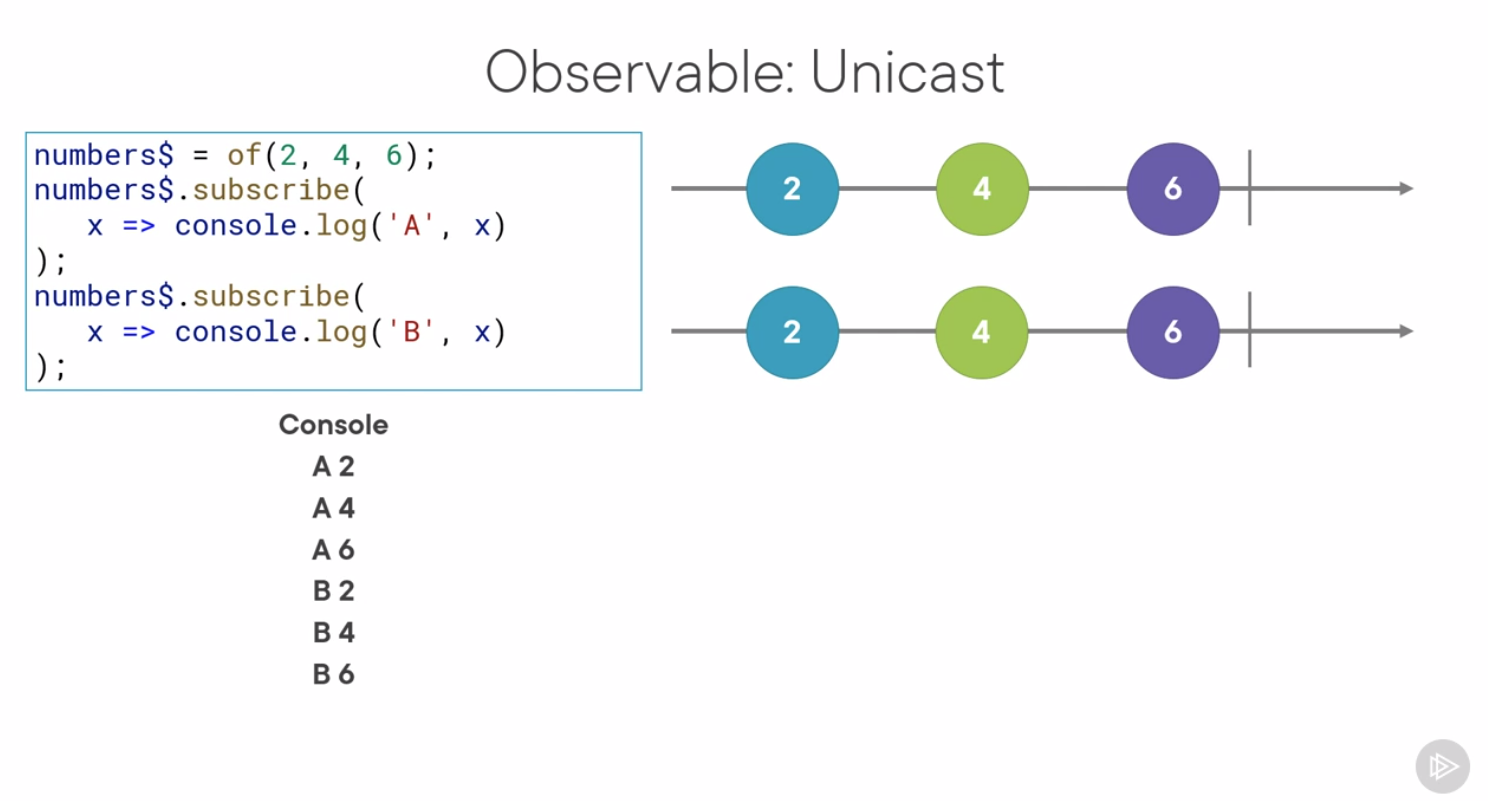 Observable: Unicast
numbers$ = of(2, 4, 6);
numbers$.subscribe(
   x => console.log('A', x)
);
numbers$.subscribe(
   x => console.log('B', x)
);
2 4 6
2 4 6
Console
A 2
A 4
A 6
B 2
B 4
B 6